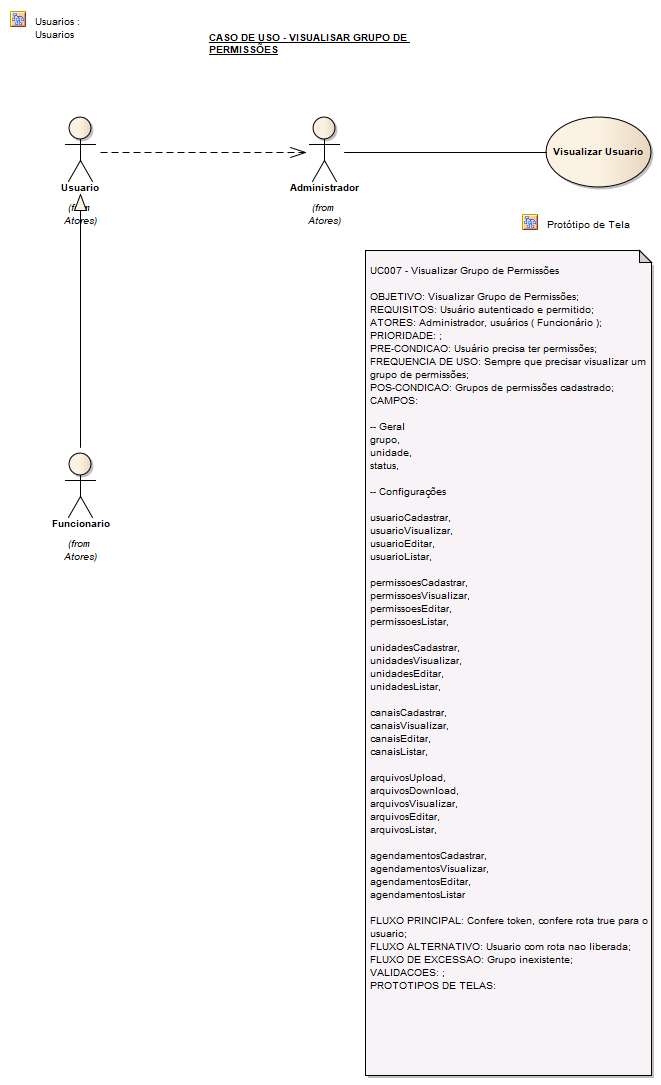 Usuarios :
Usuarios
CASO DE USO - VISUALISAR GRUPO DE
PERMISSÕES
Usuario
(from
Atores)
Administrador
(from
Atores)
Visualizar Usuario
Protótipo de Tela
Funcionario
(from
Atores)
UC007 - Visualizar Grupo de Permissões
OBJETIVO: Visualizar Grupo de Permissões;
REQUISITOS: Usuário autenticado e permitido;
ATORES: Administrador, usuários ( Funcionário );
PRIORIDADE: ;
PRE-CONDICAO: Usuário precisa ter permissões;
FREQUENCIA DE USO: Sempre que precisar visualizar um
grupo de permissões;
POS-CONDICAO: Grupos de permissões cadastrado;
CAMPOS:
-- Geral
grupo,
unidade,
status,
-- Configurações
usuarioCadastrar,
usuarioVisualizar,
usuarioEditar,
usuarioListar,
permissoesCadastrar,
permissoesVisualizar,
permissoesEditar,
permissoesListar,
unidadesCadastrar,
unidadesVisualizar,
unidadesEditar,
unidadesListar,
canaisCadastrar,
canaisVisualizar,
canaisEditar,
canaisListar,
arquivosUpload,
arquivosDownload,
arquivosVisualizar,
arquivosEditar,
arquivosListar,
agendamentosCadastrar,
agendamentosVisualizar,
agendamentosEditar,
agendamentosListar
FLUXO PRINCIPAL: Confere token, confere rota true para o
usuario;
FLUXO ALTERNATIVO: Usuario com rota nao liberada;
FLUXO DE EXCESSAO: Grupo inexistente;
VALIDACOES: ;
PROTOTIPOS DE TELAS: